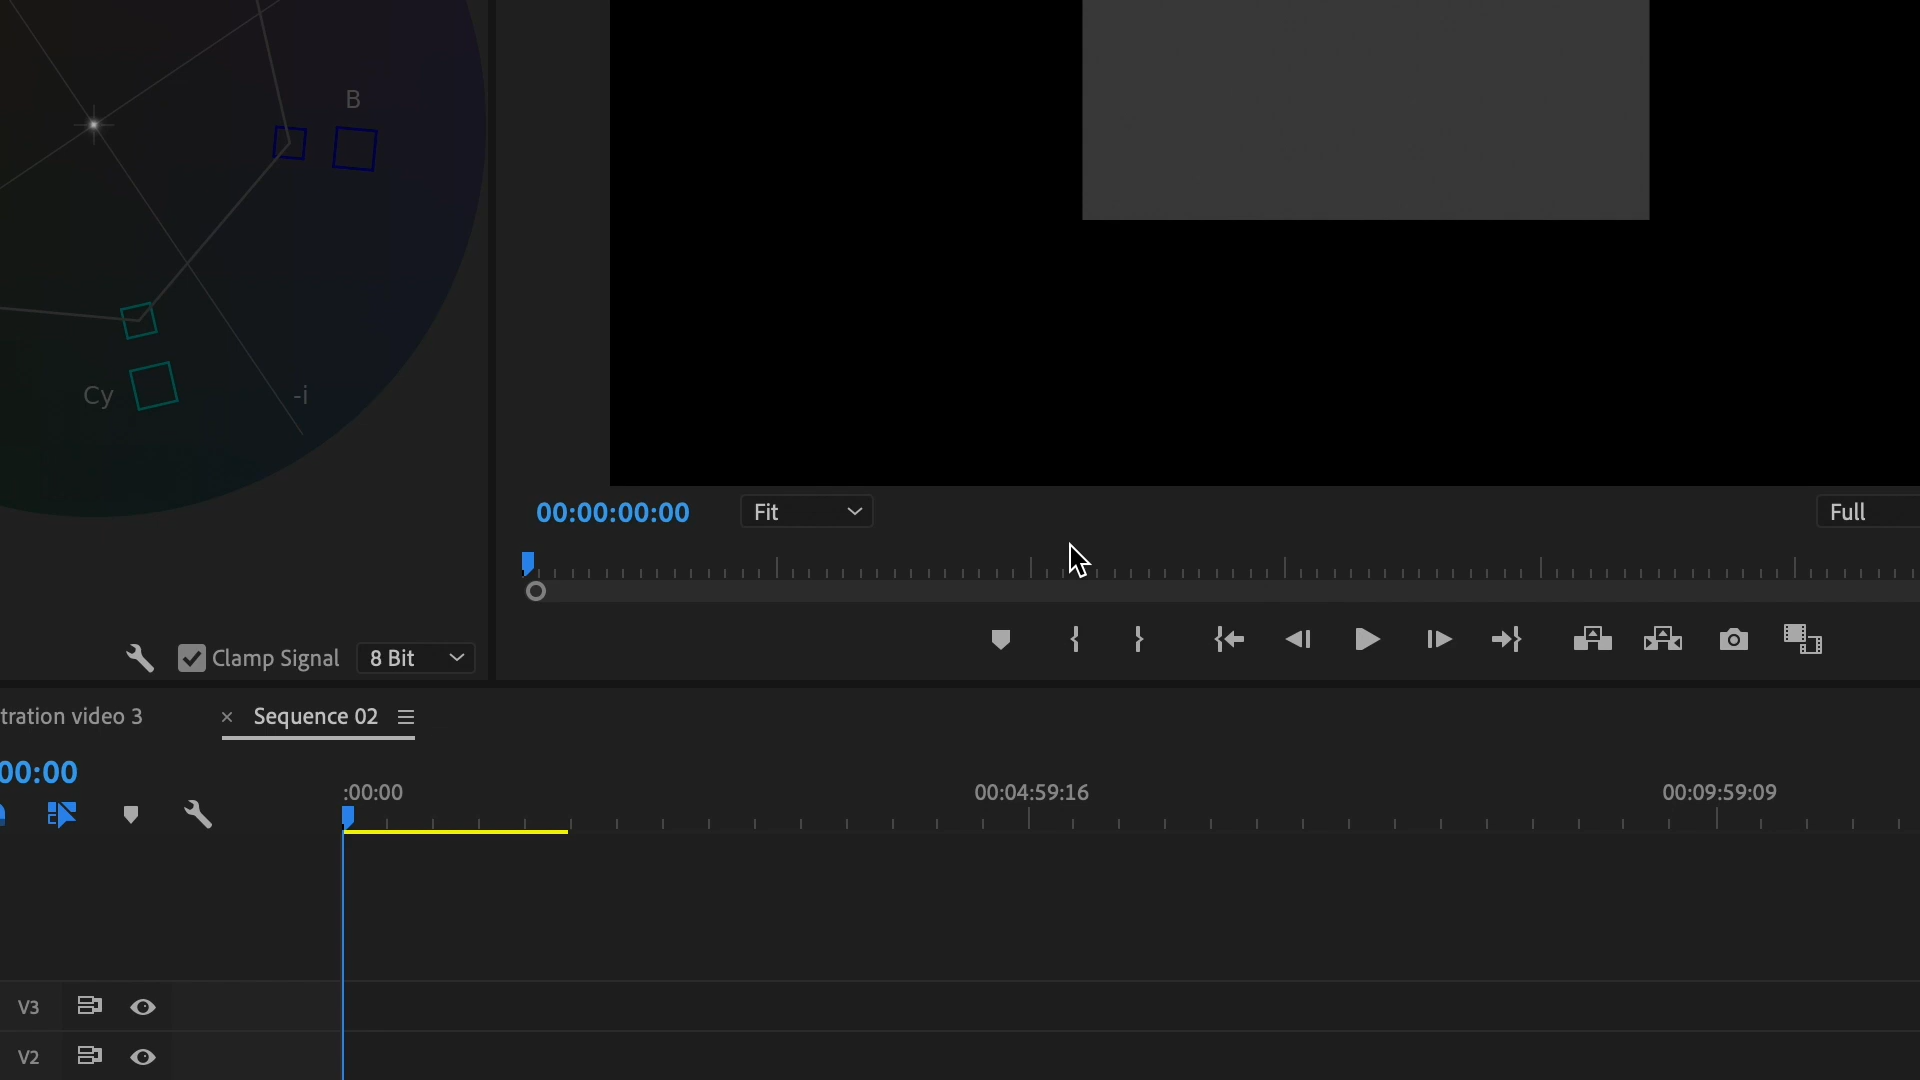 B
Cy
-i
00:00:00:00
Fit
Full
Clamp Signal
8 Bit
tration video 3
× Sequence 02
00:00
:00:00
00:04:59:16
00:09:59:09
V3
V2